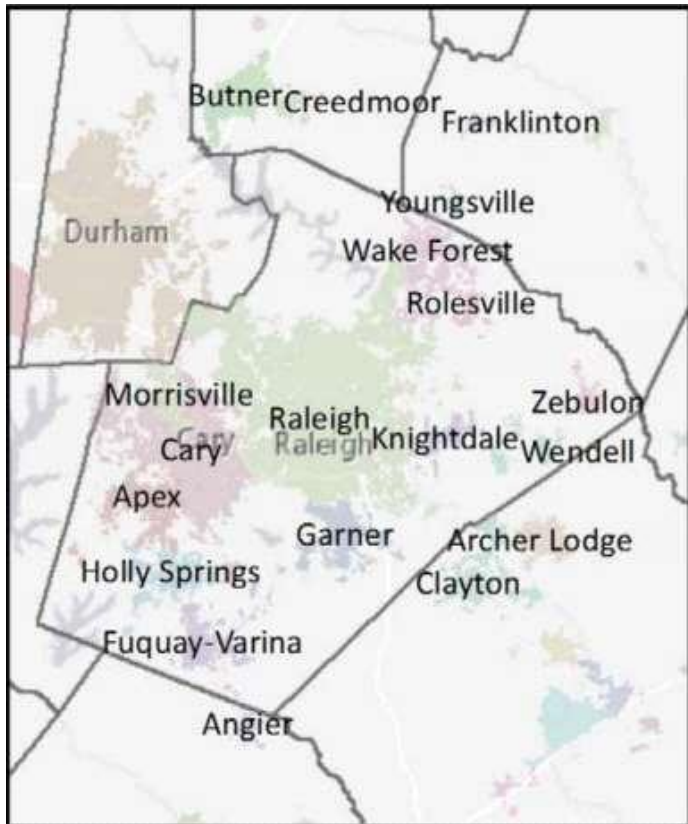 Butner
Creedmoor
Franklinton
Youngsville
Durham
Wake Forest
Rolesville
Morrisville
Zebulon
Raleigh
Cary
Raleigh
Knightdale
Cary
Wendell
Apex
Garner
Archer Lodge
Holly Springs
Clayton
Fuquay-Varina
Angier